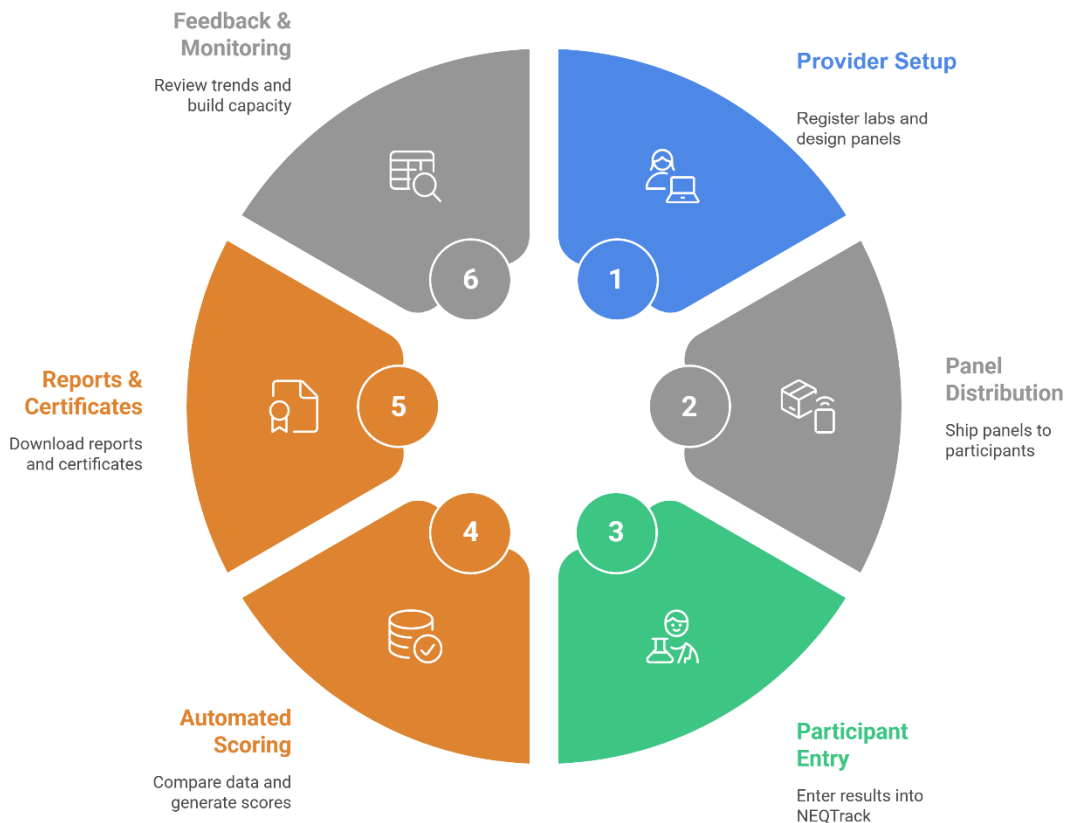 Provider Setup
Register labs and
design panels
1
Panel
Distribution
Ship panels to
participants
2
Participant
Entry
Enter results into
NEQTrack
3
Automated
Scoring
Compare data and
generate scores
4
Reports &
Certificates
Download reports
and certificates
5
Feedback &
Monitoring
Review trends and
build capacity
6